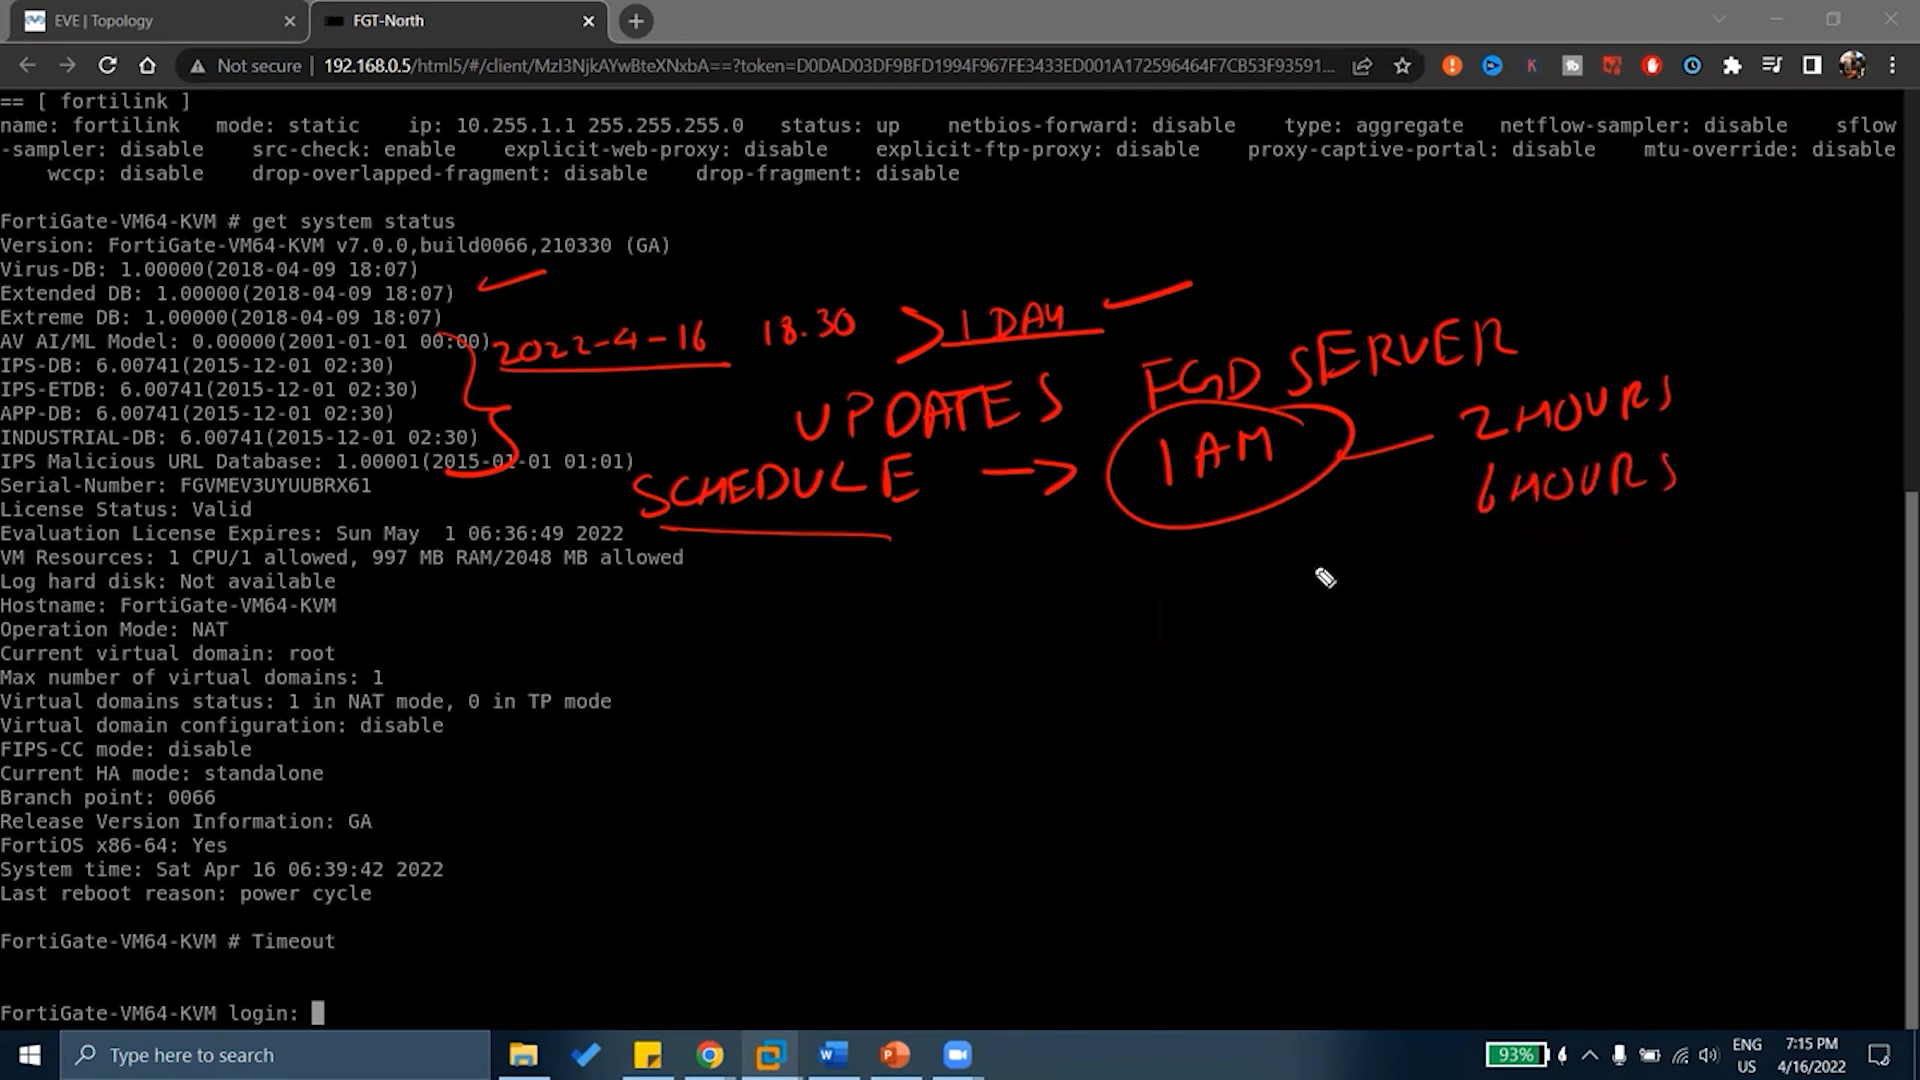 EVE | Topology
FGT-North
Not secure
192.168.0.5/html5/#/client/MzI3NjkAYwBteXNxbA==?token=D0DAD03DF9BFD1994F967FE3433ED001A172596464F7CB53F93591...
== [ fortilink ]
name: fortilink   mode: static    ip: 10.255.1.1 255.255.255.0   status: up    netbios-forward: disable    type: aggregate   netflow-sampler: disable    sflow
-sampler: disable    src-check: enable    explicit-web-proxy: disable    explicit-ftp-proxy: disable    proxy-captive-portal: disable    mtu-override: disable
    wccp: disable    drop-overlapped-fragment: disable    drop-fragment: disable
FortiGate-VM64-KVM # get system status
Version: FortiGate-VM64-KVM v7.0.0,build0066,210330 (GA)
Virus-DB: 1.00000(2018-04-09 18:07)
Extended DB: 1.00000(2018-04-09 18:07)
Extreme DB: 1.00000(2018-04-09 18:07)
AV AI/ML Model: 0.00000(2001-01-01 00:00)
IPS-DB: 6.00741(2015-12-01 02:30)
IPS-ETDB: 6.00741(2015-12-01 02:30)
APP-DB: 6.00741(2015-12-01 02:30)
INDUSTRIAL-DB: 6.00741(2015-12-01 02:30)
IPS Malicious URL Database: 1.00001(2015-01-01 01:01)
Serial-Number: FGVMEV3UYUUBRX61
License Status: Valid
Evaluation License Expires: Sun May  1 06:36:49 2022
VM Resources: 1 CPU/1 allowed, 997 MB RAM/2048 MB allowed
Log hard disk: Not available
Hostname: FortiGate-VM64-KVM
Operation Mode: NAT
Current virtual domain: root
Max number of virtual domains: 1
Virtual domains status: 1 in NAT mode, 0 in TP mode
Virtual domain configuration: disable
FIPS-CC mode: disable
Current HA mode: standalone
Branch point: 0066
Release Version Information: GA
FortiOS x86-64: Yes
System time: Sat Apr 16 06:39:42 2022
Last reboot reason: power cycle
FortiGate-VM64-KVM # Timeout
FortiGate-VM64-KVM login:
2022-4-16 18.30 > 1 DAY
UPDATES FGD SERVER
SCHEDULE → 1 AM
2 HOURS
6 HOURS
Type here to search
93%
ENG
US
7:15 PM
4/16/2022